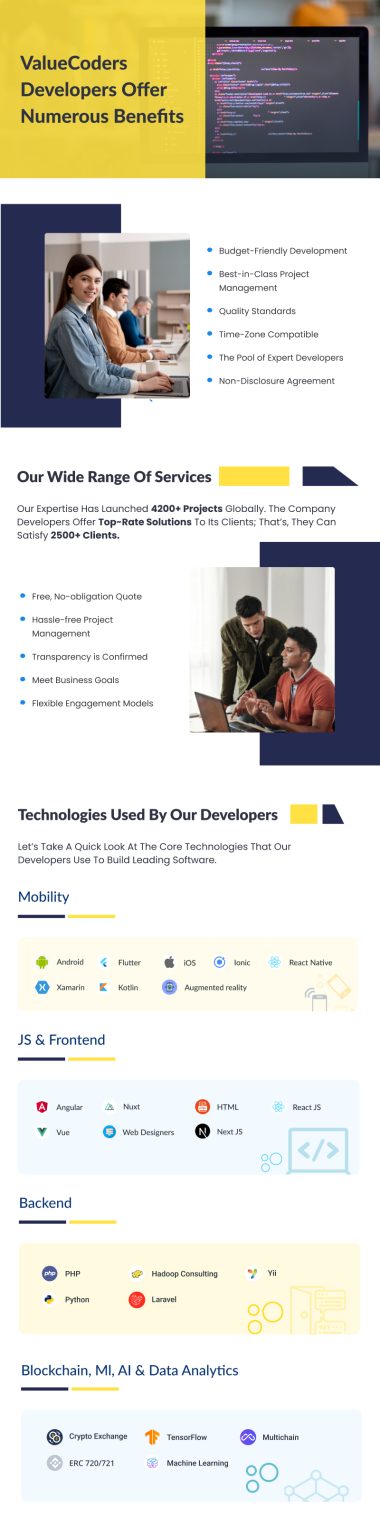 ValueCoders
Developers Offer
Numerous Benefits
Budget-Friendly Development
Best-in-Class Project
Management
Quality Standards
Time-Zone Compatible
The Pool of Expert Developers
Non-Disclosure Agreement
Our Wide Range Of Services
Our Expertise Has Launched 4200+ Projects Globally. The Company
Developers Offer Top-Rate Solutions To Its Clients; That's, They Can
Satisfy 2500+ Clients.
Free, No-obligation Quote
Hassle-free Project
Management
Transparency is Confirmed
Meet Business Goals
Flexible Engagement Models
Technologies Used By Our Developers
Let's Take A Quick Look At The Core Technologies That Our
Developers Use To Build Leading Software.
Mobility
Android Flutter iOS Ionic React Native
Xamarin Kotlin Augmented reality
JS & Frontend
Angular Nuxt HTML React JS
Vue Web Designers Next JS
Backend
php PHP Hadoop Consulting Yii
Python Laravel
Blockchain, Ml, AI & Data Analytics
Crypto Exchange TensorFlow Multichain
ERC 720/721 Machine Learning